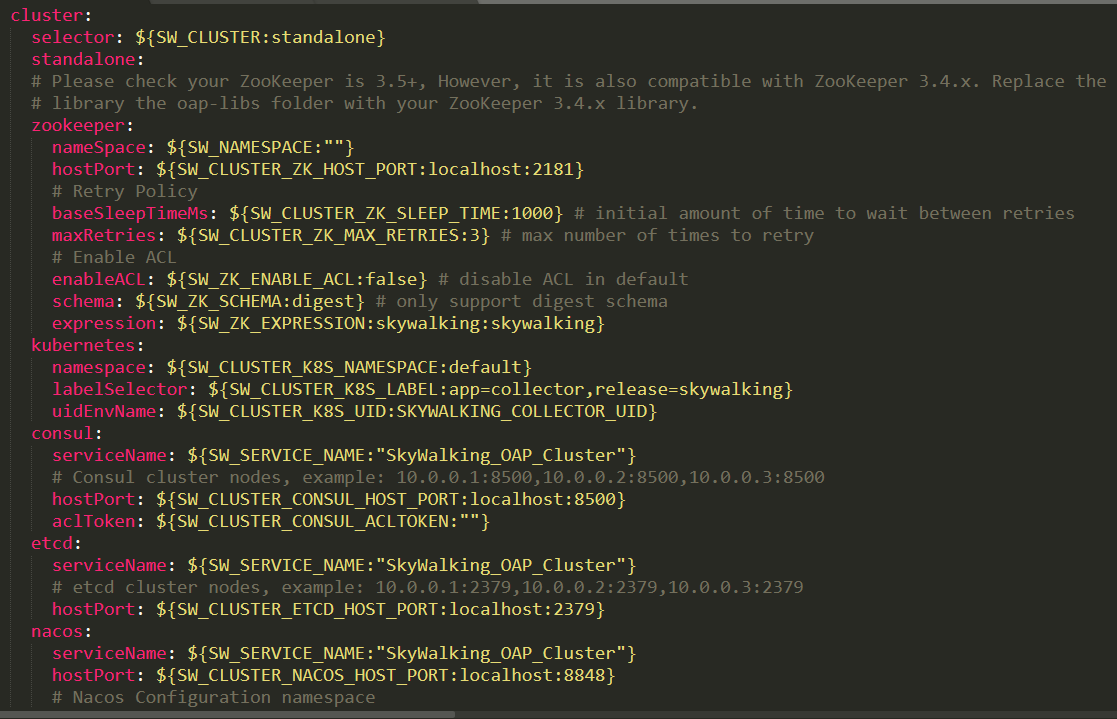 cluster:
selector: ${SW_CLUSTER:standalone}
standalone:
# Please check your ZooKeeper is 3.5+, However, it is also compatible with ZooKeeper 3.4.x. Replace the
# library the oap-libs folder with your ZooKeeper 3.4.x library.
zookeeper:
nameSpace: ${SW_NAMESPACE:""}
hostPort: ${SW_CLUSTER_ZK_HOST_PORT:localhost:2181}
# Retry Policy
baseSleepTimeMs: ${SW_CLUSTER_ZK_SLEEP_TIME:1000} # initial amount of time to wait between retries
maxRetries: ${SW_CLUSTER_ZK_MAX_RETRIES:3} # max number of times to retry
# Enable ACL
enableACL: ${SW_ZK_ENABLE_ACL:false} # disable ACL in default
schema: ${SW_ZK_SCHEMA:digest} # only support digest schema
expression: ${SW_ZK_EXPRESSION:skywalking:skywalking}
kubernetes:
namespace: ${SW_CLUSTER_K8S_NAMESPACE:default}
labelSelector: ${SW_CLUSTER_K8S_LABEL:app=collector,release=skywalking}
uidEnvName: ${SW_CLUSTER_K8S_UID:SKYWALKING_COLLECTOR_UID}
consul:
serviceName: ${SW_SERVICE_NAME:"SkyWalking_OAP_Cluster"}
# Consul cluster nodes, example: 10.0.0.1:8500,10.0.0.2:8500,10.0.0.3:8500
hostPort: ${SW_CLUSTER_CONSUL_HOST_PORT:localhost:8500}
aclToken: ${SW_CLUSTER_CONSUL_ACLTOKEN:""}
etcd:
serviceName: ${SW_SERVICE_NAME:"SkyWalking_OAP_Cluster"}
# etcd cluster nodes, example: 10.0.0.1:2379,10.0.0.2:2379,10.0.0.3:2379
hostPort: ${SW_CLUSTER_ETCD_HOST_PORT:localhost:2379}
nacos:
serviceName: ${SW_SERVICE_NAME:"SkyWalking_OAP_Cluster"}
hostPort: ${SW_CLUSTER_NACOS_HOST_PORT:localhost:8848}
# Nacos Configuration namespace